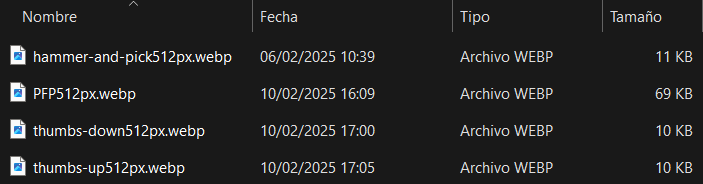 Nombre Fecha Tipo Tamaño
hammer-and-pick512px.webp 06/02/2025 10:39 Archivo WEBP 11 KB
PFP512px.webp 10/02/2025 16:09 Archivo WEBP 69 KB
thumbs-down512px.webp 10/02/2025 17:00 Archivo WEBP 10 KB
thumbs-up512px.webp 10/02/2025 17:05 Archivo WEBP 10 KB